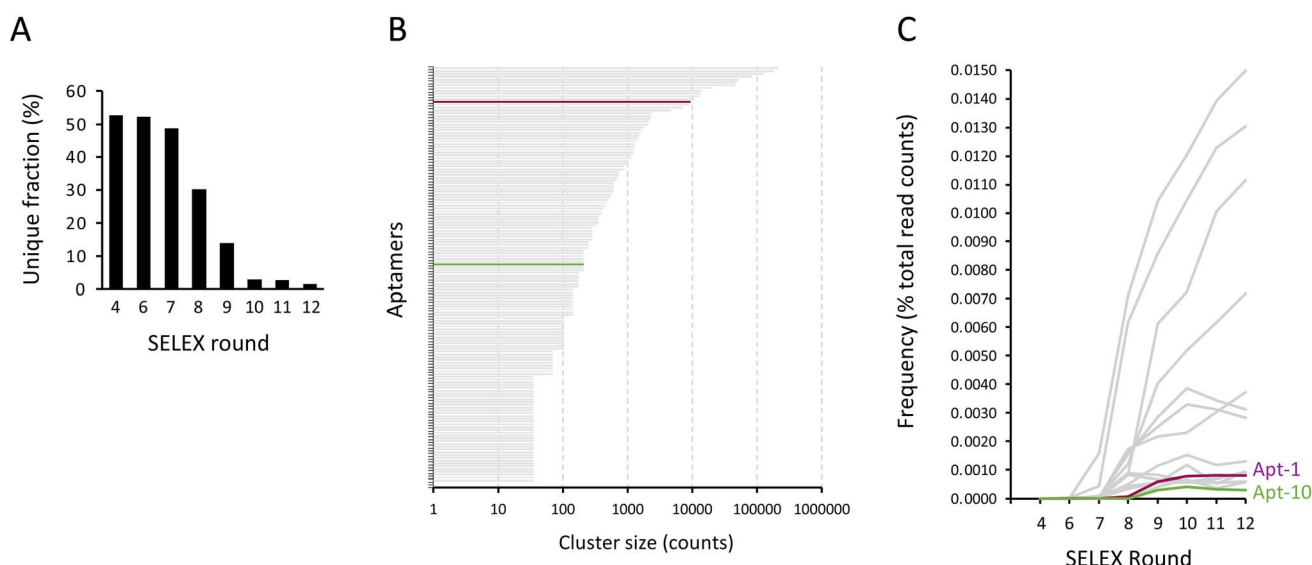 A
B
C
Unique fraction (%)
60
50
40
30
20
10
0
4 6 7 8 9 10 11 12
SELEX round
Aptamers
1 10 100 1000 10000 100000 1000000
Cluster size (counts)
Frequency (% total read counts)
0.0150
0.0140
0.0130
0.0120
0.0110
0.0100
0.0090
0.0080
0.0070
0.0060
0.0050
0.0040
0.0030
0.0020
0.0010
0.0000
Apt-1
Apt-10
4 6 7 8 9 10 11 12
SELEX Round